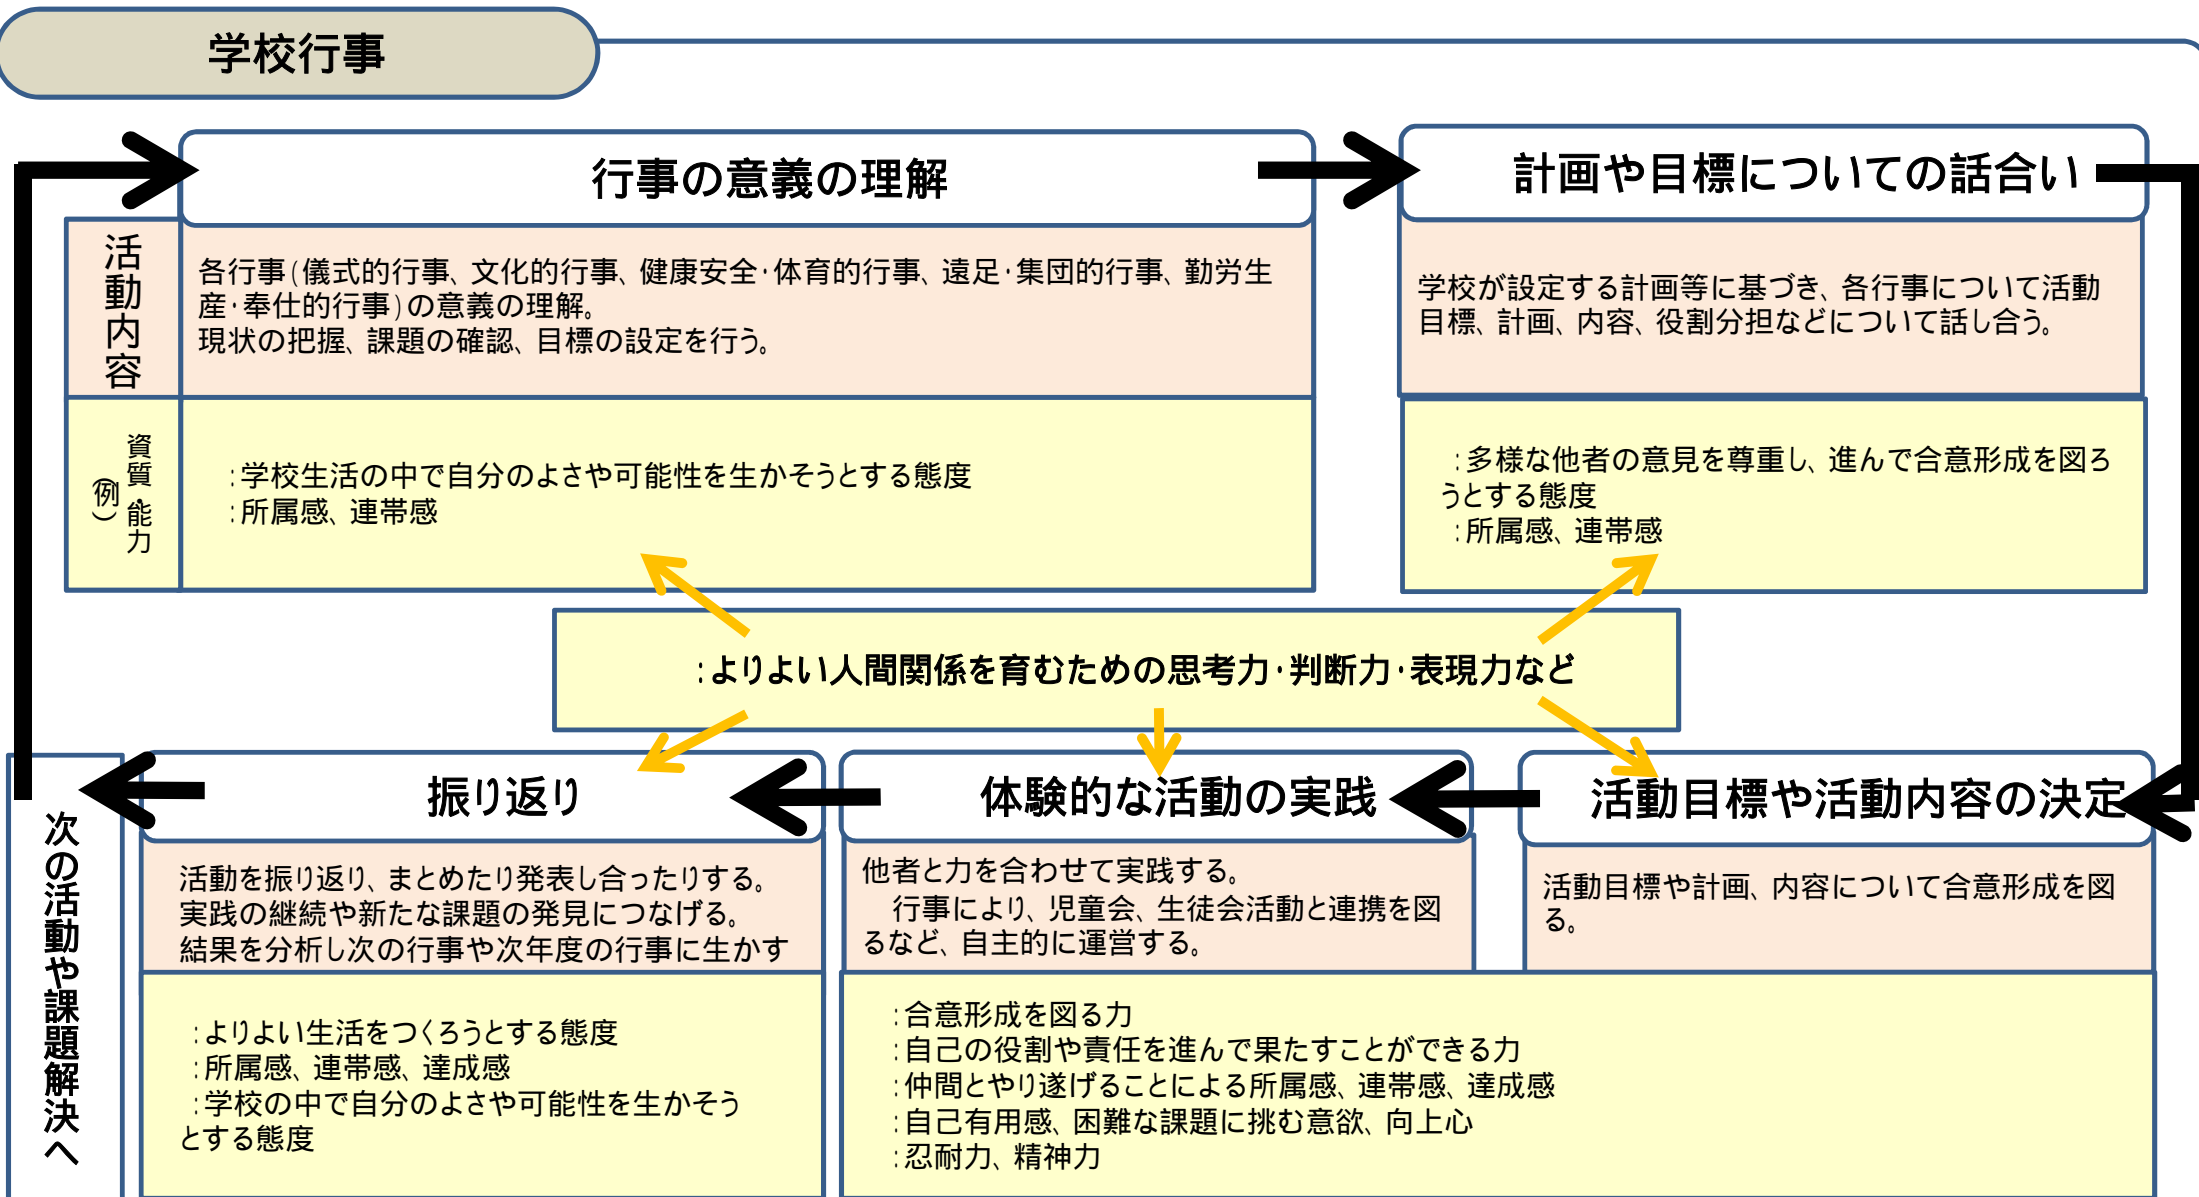 学校行事
行事の意義の理解
計画や目標についての話合い
活動内容
各行事(儀式的行事、文化的行事、健康安全・体育的行事、遠足・集団的行事、勤労生
産・奉仕的行事)の意義の理解。
現状の把握、課題の確認、目標の設定を行う。
学校が設定する計画等に基づき、各行事について活動
目標、計画、内容、役割分担などについて話し合う。
資質・能力
(例)
:学校生活の中で自分のよさや可能性を生かそうとする態度
:所属感、連帯感
:多様な他者の意見を尊重し、進んで合意形成を図ろ
うとする態度
:所属感、連帯感
:よりよい人間関係を育むための思考力・判断力・表現力など
活動目標や活動内容の決定
活動目標や計画、内容について合意形成を図
る。
体験的な活動の実践
他者と力を合わせて実践する。
行事により、児童会、生徒会活動と連携を図
るなど、自主的に運営する。
:合意形成を図る力
:自己の役割や責任を進んで果たすことができる力
:仲間とやり遂げることによる所属感、連帯感、達成感
:自己有用感、困難な課題に挑む意欲、向上心
:忍耐力、精神力
振り返り
活動を振り返り、まとめたり発表し合ったりする。
実践の継続や新たな課題の発見につなげる。
結果を分析し次の行事や次年度の行事に生かす
:よりよい生活をつくろうとする態度
:所属感、連帯感、達成感
:学校の中で自分のよさや可能性を生かそう
とする態度
次の活動や課題解決へ